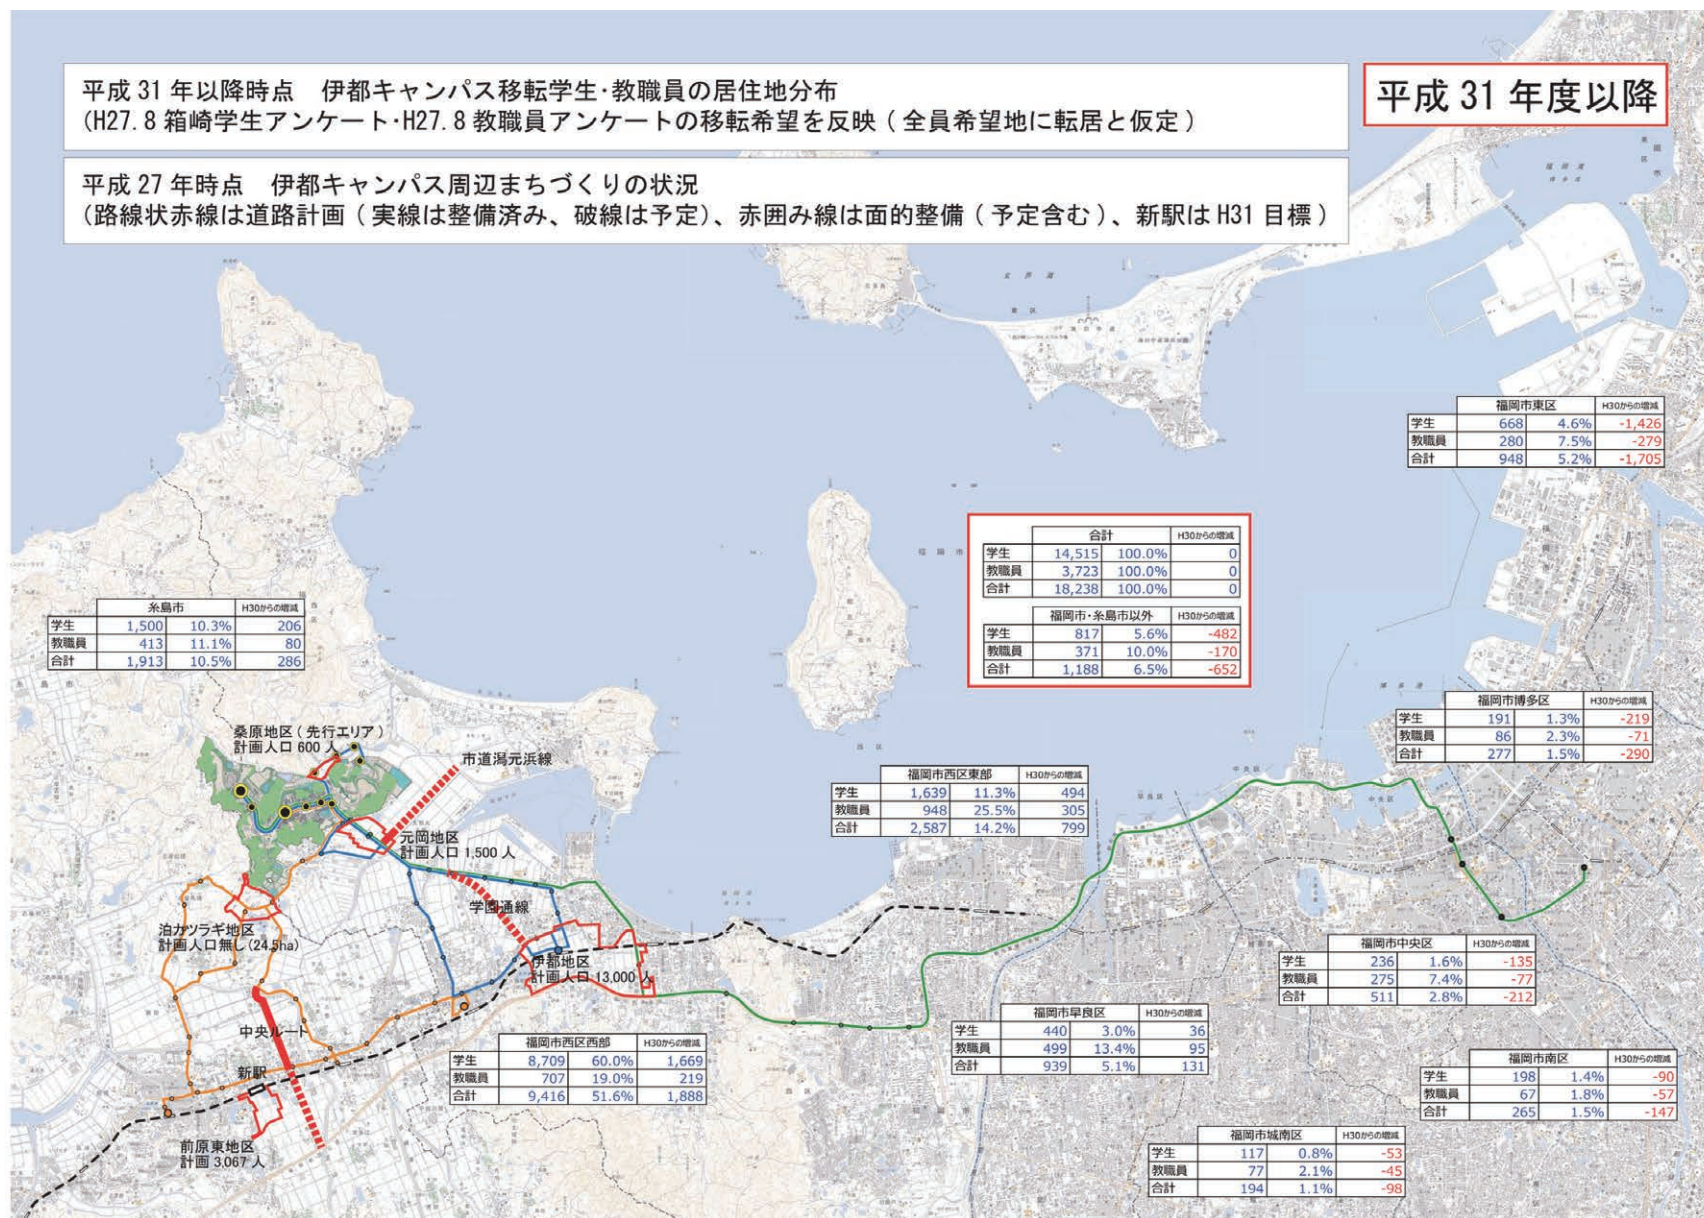 平成 31 年以降時点　伊都キャンパス移転学生･教職員の居住地分布
(H27. 8 箱崎学生アンケート･H27. 8 教職員アンケートの移転希望を反映 ( 全員希望地に転居と仮定 )
平成 31 年度以降
平成 27 年時点　伊都キャンパス周辺まちづくりの状況
(路線状赤線は道路計画 ( 実線は整備済み、破線は予定)、赤囲み線は面的整備 ( 予定含む )、新駅は H31 目標 )
福岡市東区 H30からの増減
学生 668 4.6% -1,426
教職員 280 7.5% -279
合計 948 5.2% -1,705
合計 H30からの増減
学生 14,515 100.0% 0
教職員 3,723 100.0% 0
合計 18,238 100.0% 0
福岡市･糸島市以外 H30からの増減
学生 817 5.6% -482
教職員 371 10.0% -170
合計 1,188 6.5% -652
糸島市 H30からの増減
学生 1,500 10.3% 206
教職員 413 11.1% 80
合計 1,913 10.5% 286
福岡市博多区 H30からの増減
学生 191 1.3% -219
教職員 86 2.3% -71
合計 277 1.5% -290
桑原地区 ( 先行エリア )
計画人口 600 人
市道潟元浜線
福岡市西区東部 H30からの増減
学生 1,639 11.3% 494
教職員 948 25.5% 305
合計 2,587 14.2% 799
元岡地区
計画人口 1,500 人
学園通線
泊カツラギ地区
計画人口無し (24.5ha)
伊都地区
計画人口 13,000 人
福岡市中央区 H30からの増減
学生 236 1.6% -135
教職員 275 7.4% -77
合計 511 2.8% -212
福岡市早良区 H30からの増減
学生 440 3.0% 36
教職員 499 13.4% 95
合計 939 5.1% 131
中央ルート
新駅
福岡市西区西部 H30からの増減
学生 8,709 60.0% 1,669
教職員 707 19.0% 219
合計 9,416 51.6% 1,888
福岡市南区 H30からの増減
学生 198 1.4% -90
教職員 67 1.8% -57
合計 265 1.5% -147
前原東地区
計画 3,067 人
福岡市城南区 H30からの増減
学生 117 0.8% -53
教職員 77 2.1% -45
合計 194 1.1% -98